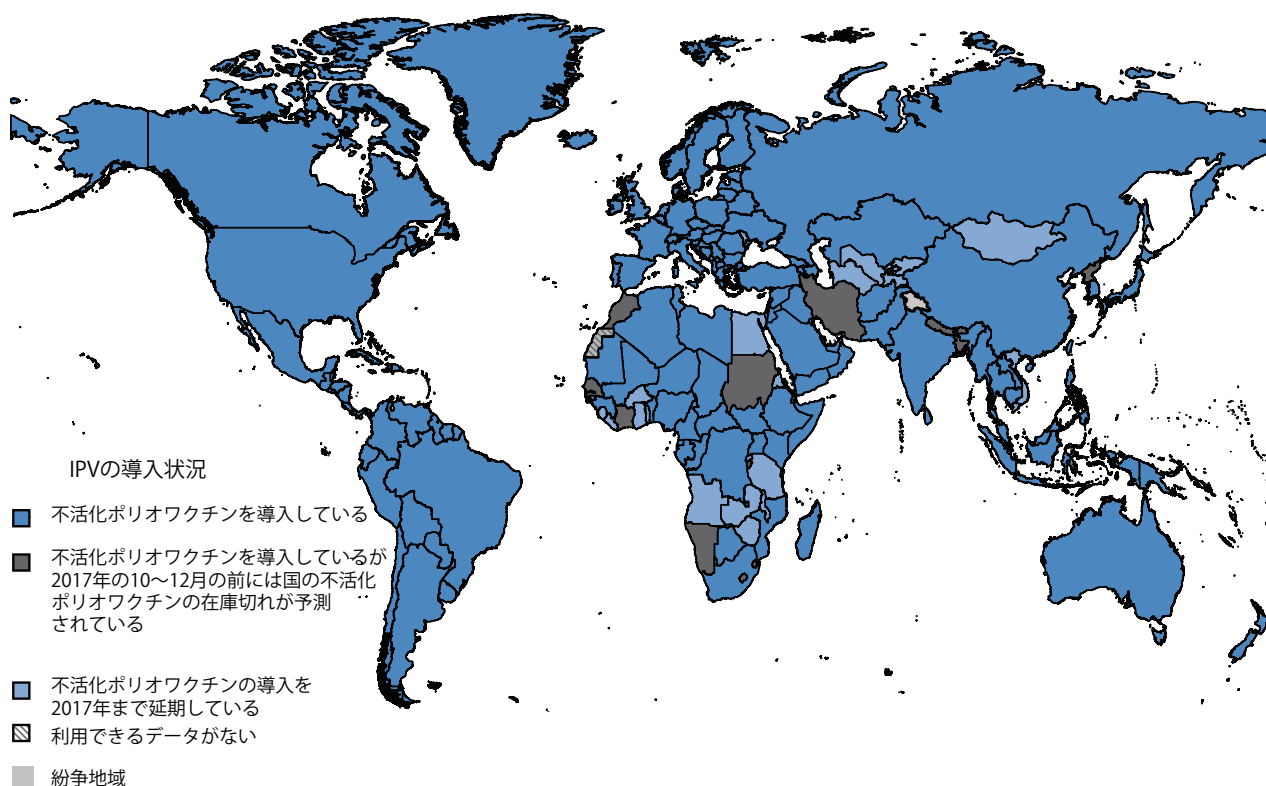 IPVの導入状況
不活化ポリオワクチンを導入している
不活化ポリオワクチンを導入しているが
2017年の10〜12月の前には国の不活化
ポリオワクチンの在庫切れが予測
されている
不活化ポリオワクチンの導入を
2017年まで延期している
利用できるデータがない
紛争地域